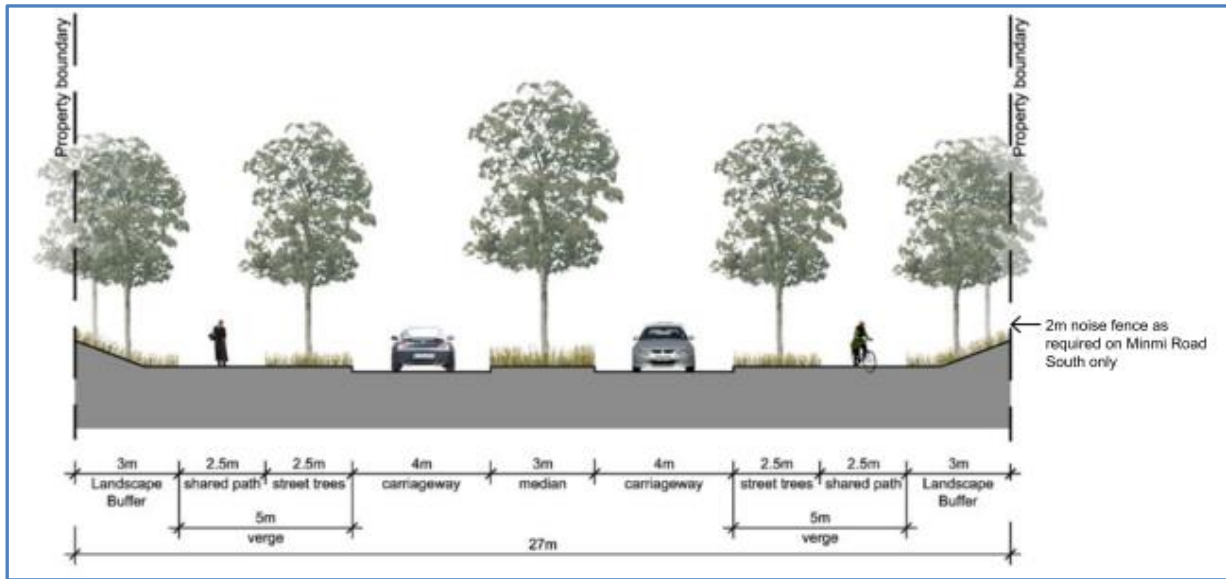 Property boundary
Property boundary
2m noise fence as
required on Minmi Road
South only
3m
2.5m
2.5m
4m
3m
4m
2.5m
2.5m
3m
Landscape
Buffer
shared path
street trees
carriageway
median
carriageway
street trees
shared path
Landscape
Buffer
5m
verge
5m
verge
27m